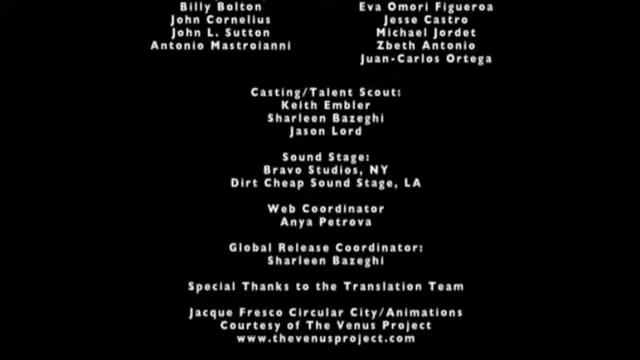 Billy Bolton
John Cornelius
John L. Sutton
Antonio Mastroianni
Eva Omori Figueroa
Jesse Castro
Michael Jordet
Zbeth Antonio
Juan-Carlos Ortega
Casting/Talent Scout:
Keith Embler
Sharleen Bazeghi
Jason Lord
Sound Stage:
Bravo Studios, NY
Dirt Cheap Sound Stage, LA
Web Coordinator
Anya Petrova
Global Release Coordinator:
Sharleen Bazeghi
Special Thanks to the Translation Team
Jacque Fresco Circular City/Animations
Courtesy of The Venus Project
www.thevenusproject.com